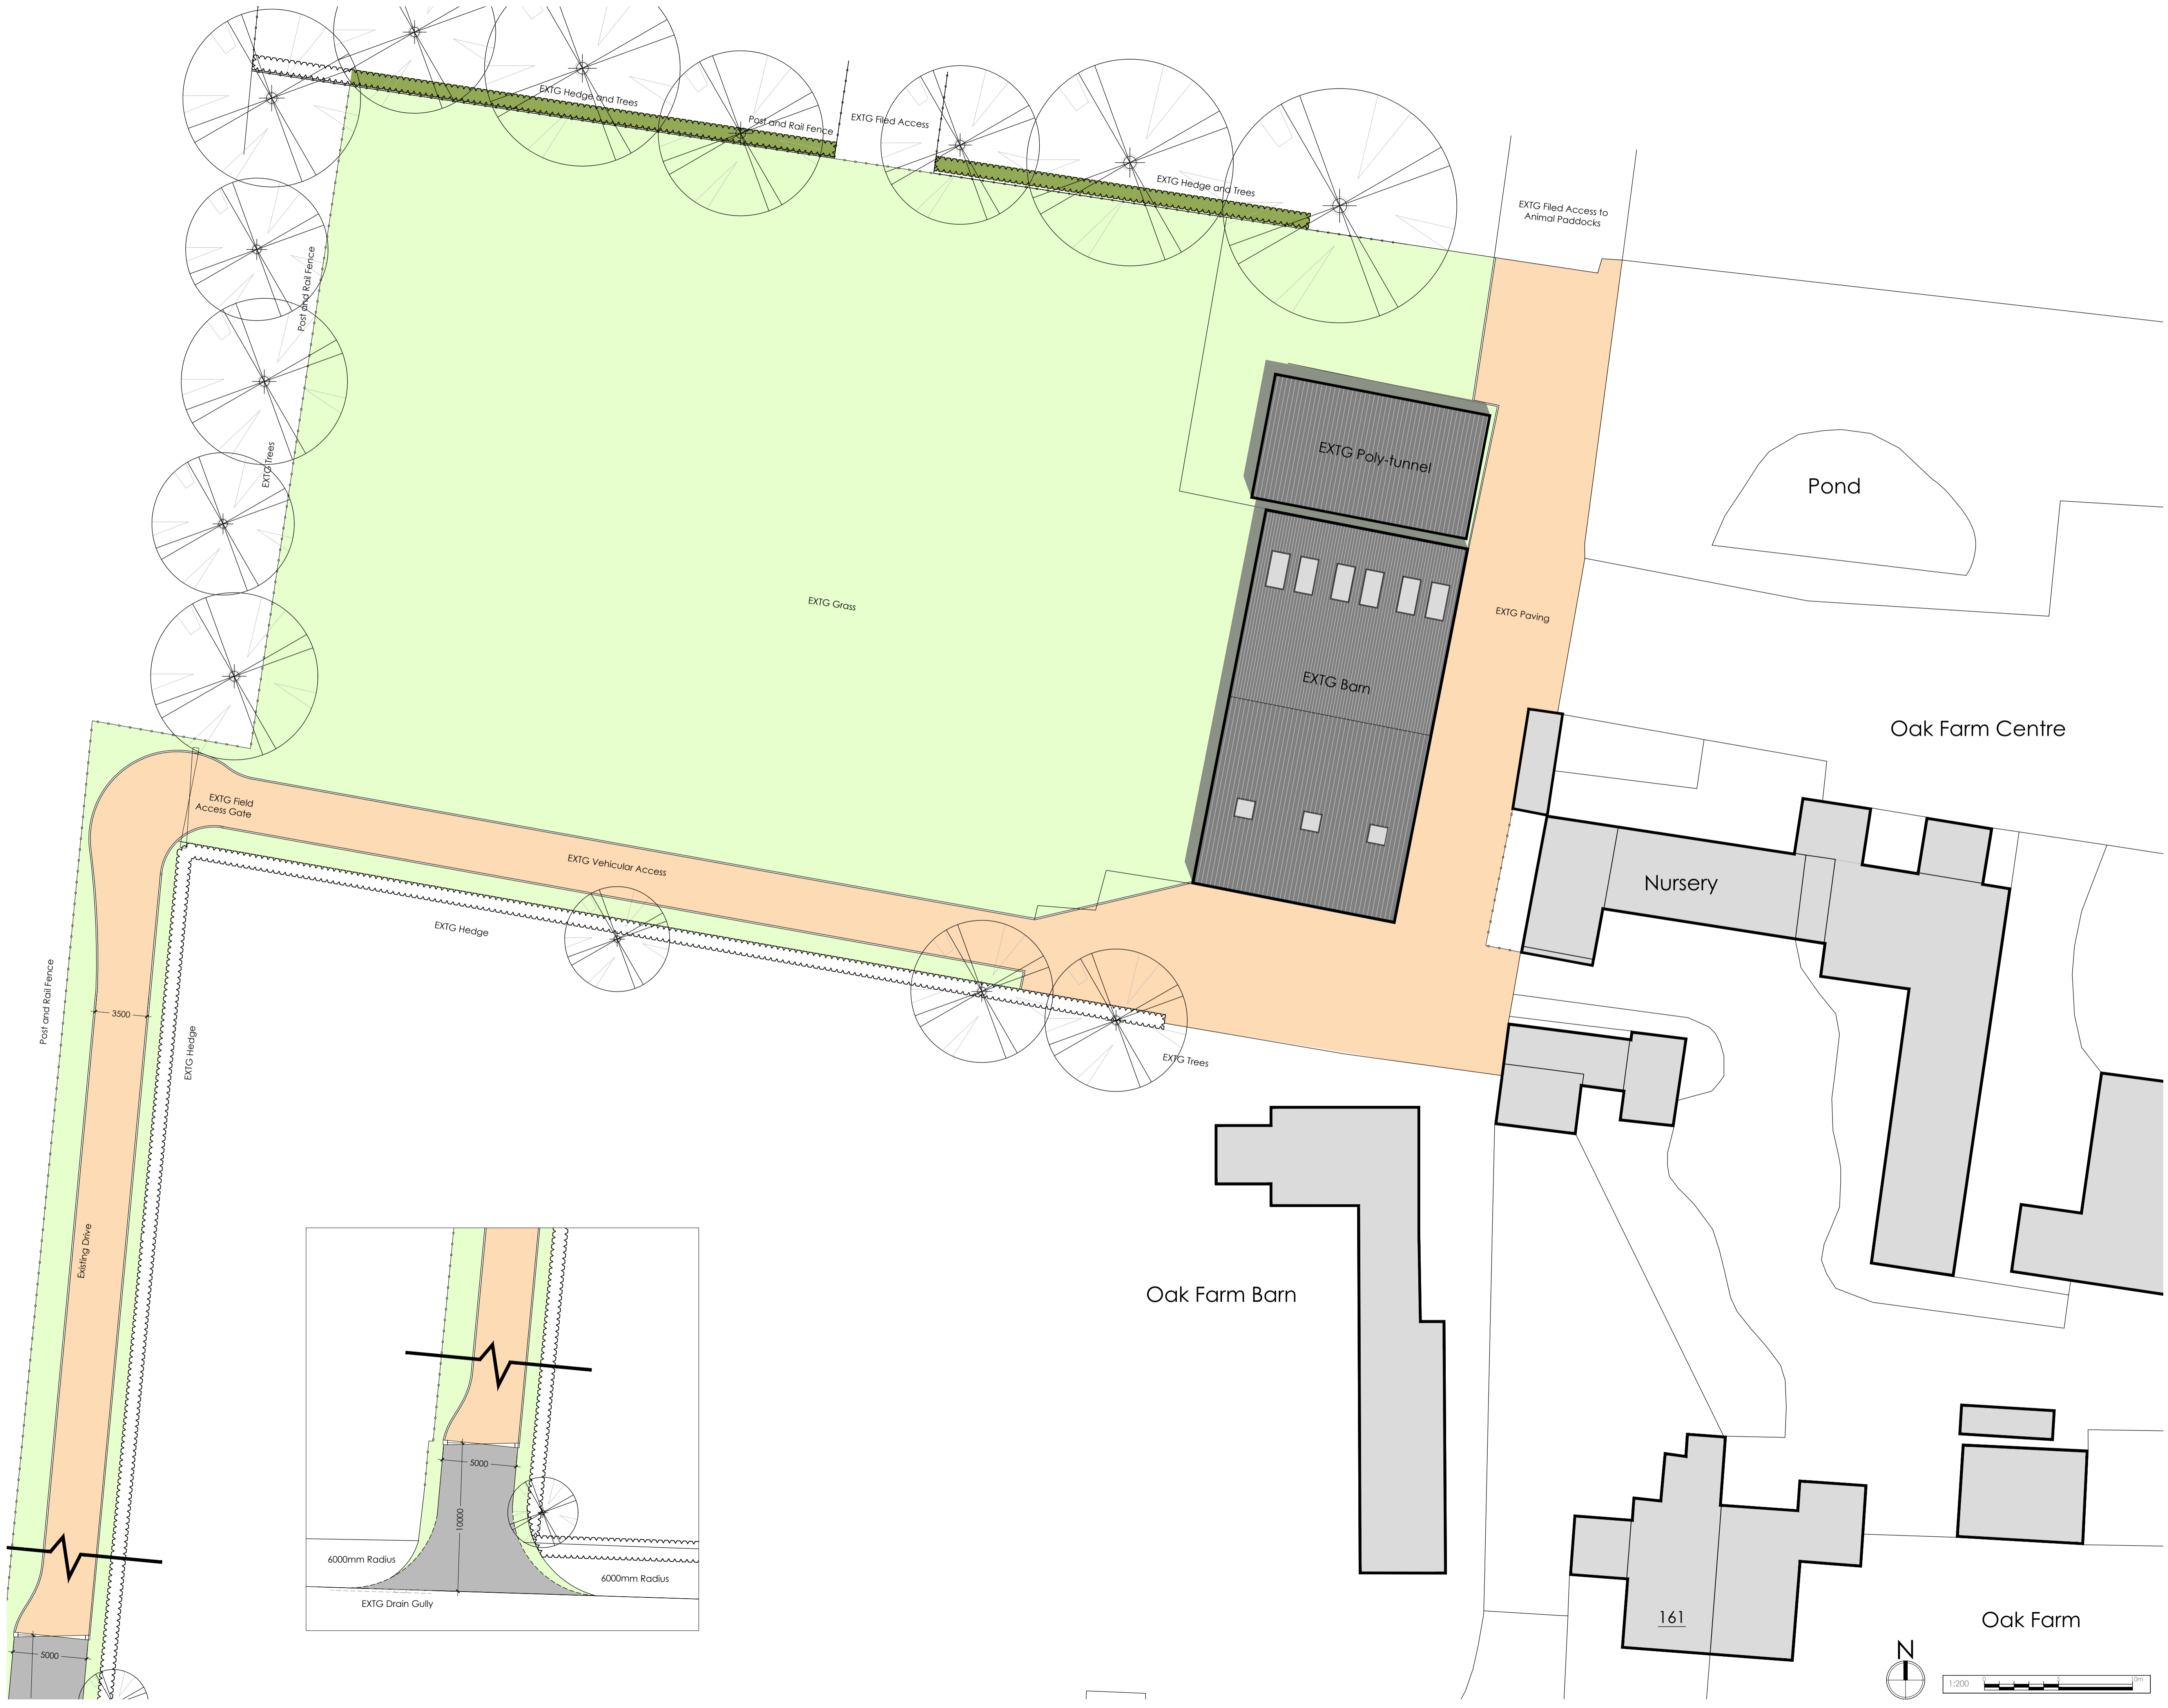 EXTG Hedge and Trees
Post and Rail Fence
EXTG Filed Access
EXTG Hedge and Trees
EXTG Filed Access to
Animal Paddocks
Post and Rail Fence
EXTG Trees
EXTG Poly-tunnel
Pond
EXTG Grass
EXTG Paving
EXTG Barn
Oak Farm Centre
EXTG Field
Access Gate
EXTG Vehicular Access
Nursery
EXTG Hedge
Post and Rail Fence
3500
EXTG Hedge
EXTG Trees
Existing Drive
Oak Farm Barn
5000
10000
6000mm Radius
6000mm Radius
EXTG Drain Gully
161
Oak Farm
5000
N
1:200
0
5
10m